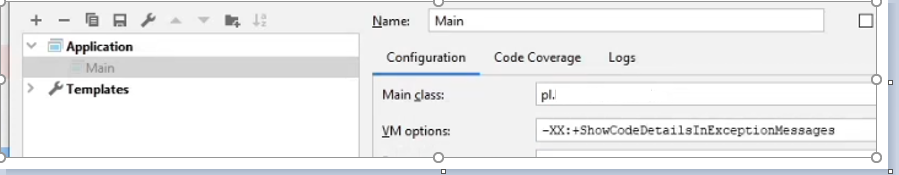 Name: Main
Application
Main
Templates
Configuration Code Coverage Logs
Main class: pl.
VM options: -XX:+ShowCodeDetailsInExceptionMessages